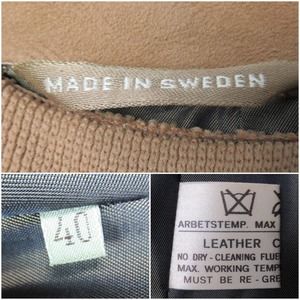 MADE IN SWEDEN
40
ARBETSTEMP. MAX
LEATHER C
NO DRY-CLEANING FLUE
MAX. WORKING TEMP
MUST BE RE-GRE